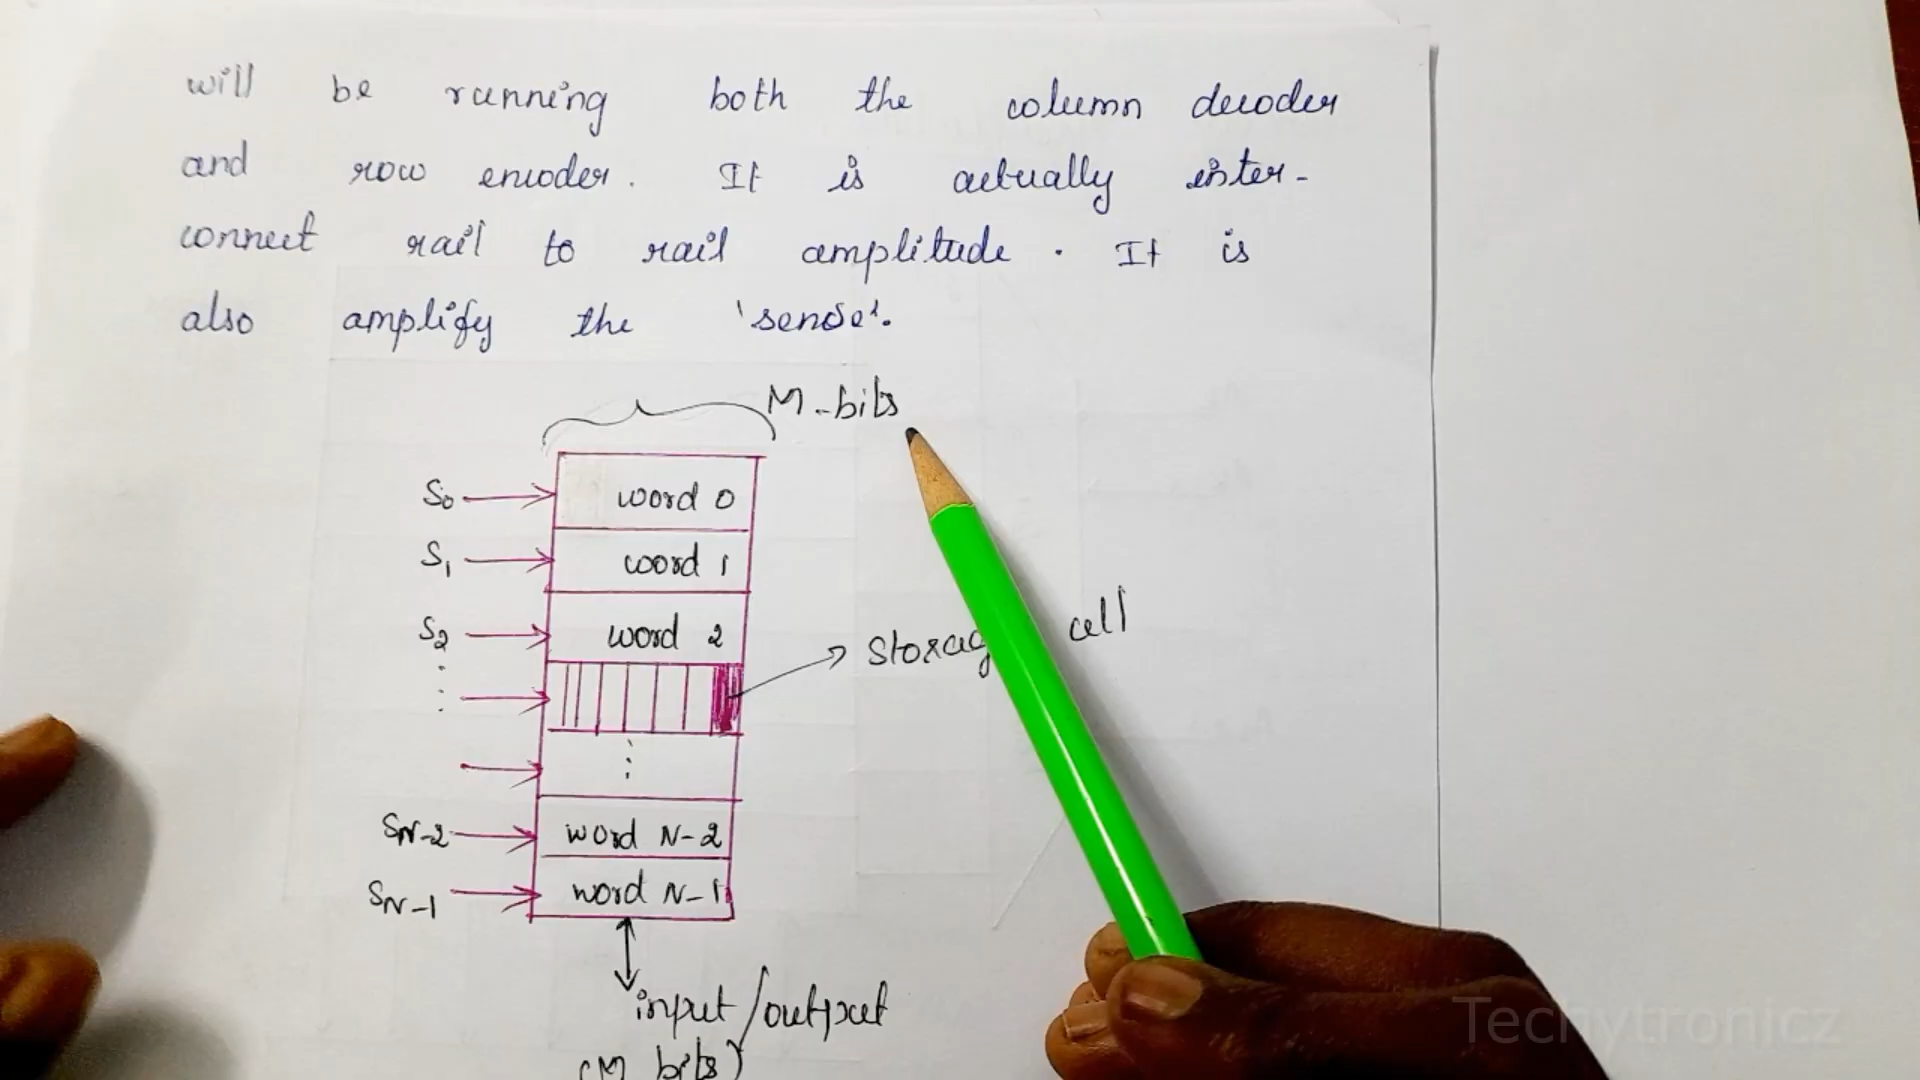 will be running both the column decoder
and row encoder. It is actually inter-
connect rail to rail amplitude. It is
also amplify the 'sense'.
M-bits
S0 word 0
S1 word 1
S2 word 2
storage cell
SN-2 word N-2
SN-1 word N-1
input/output
(M bits)
Techytronicz